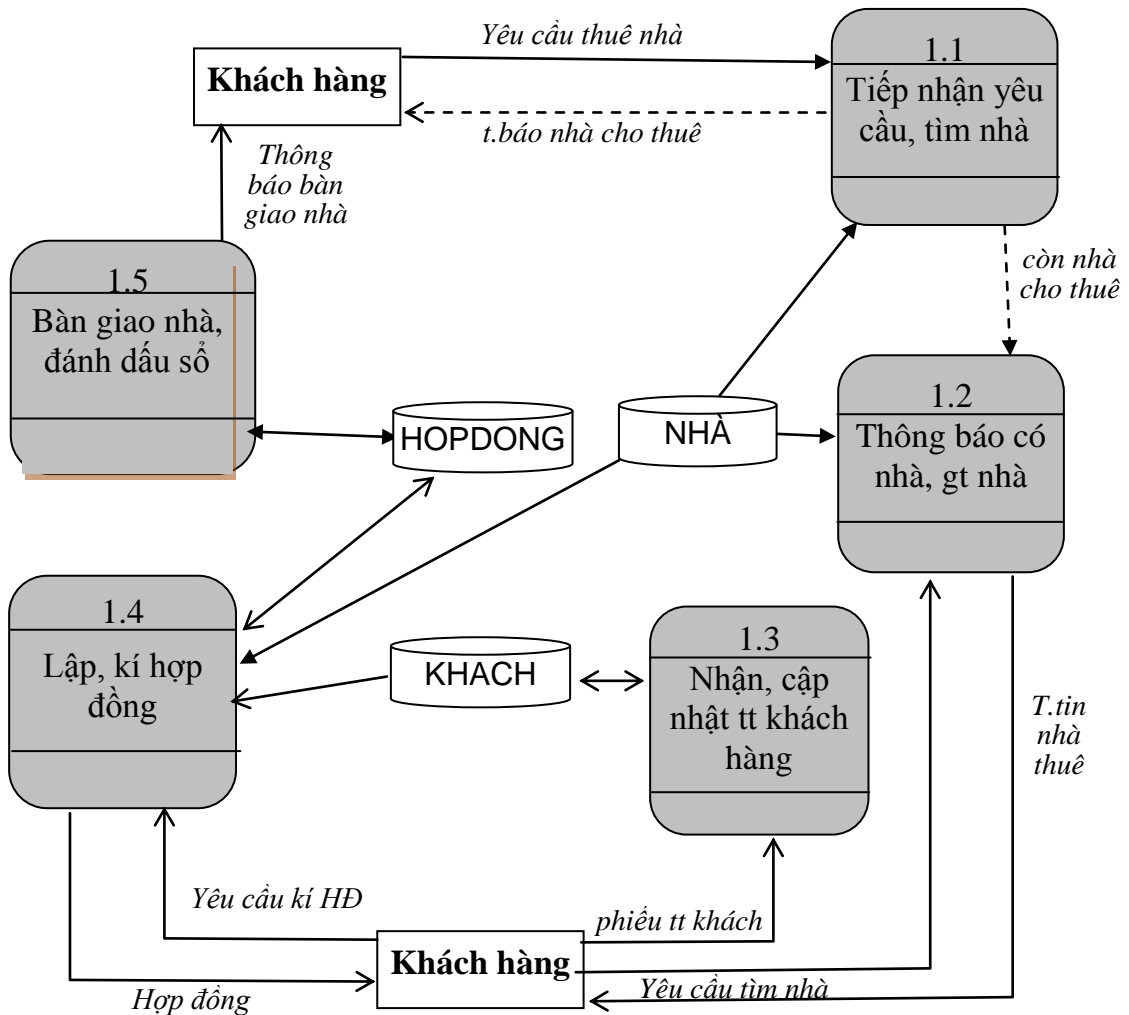 Yêu cầu thuê nhà
Khách hàng
t.báo nhà cho thuê
1.1
Tiếp nhận yêu
cầu, tìm nhà
Thông
báo bàn
giao nhà
còn nhà
cho thuê
1.5
Bàn giao nhà,
đánh dấu sổ
HOPDONG
NHÀ
1.2
Thông báo có
nhà, gt nhà
1.4
Lập, kí hợp
đồng
KHACH
1.3
Nhận, cập
nhật tt khách
hàng
T.tin
nhà
thuê
Yêu cầu kí HĐ
phiếu tt khách
Khách hàng
Hợp đồng
Yêu cầu tìm nhà